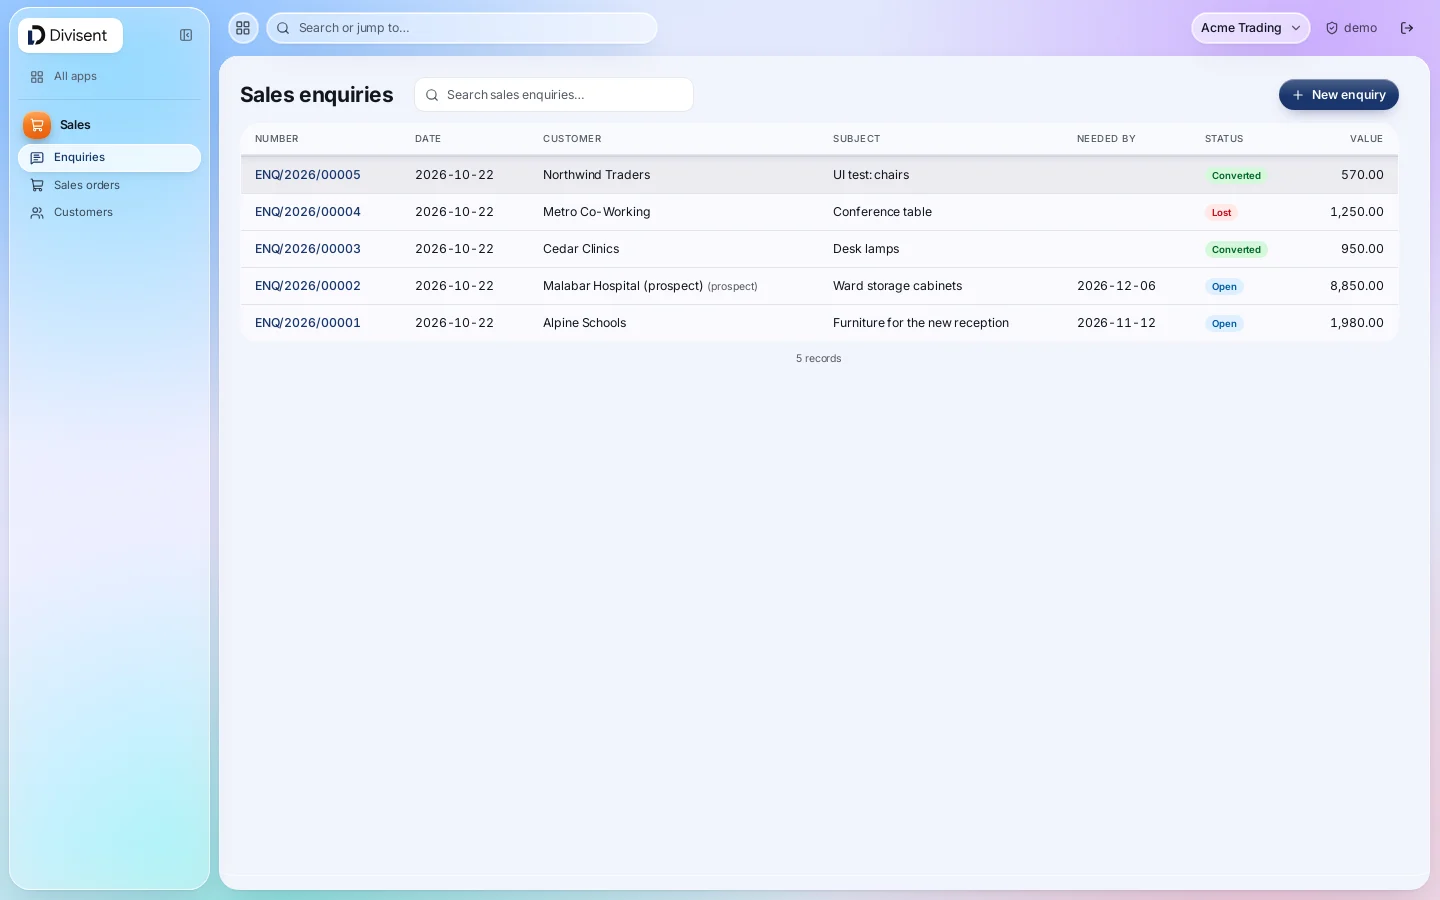 Divisent
Search or jump to...
Acme Trading
demo
All apps
Sales
Enquiries
Sales orders
Customers
Sales enquiries
Search sales enquiries...
New enquiry
NUMBER DATE CUSTOMER SUBJECT NEEDED BY STATUS VALUE
ENQ/2026/00005 2026-10-22 Northwind Traders UI test: chairs Converted 570.00
ENQ/2026/00004 2026-10-22 Metro Co-Working Conference table Lost 1,250.00
ENQ/2026/00003 2026-10-22 Cedar Clinics Desk lamps Converted 950.00
ENQ/2026/00002 2026-10-22 Malabar Hospital (prospect) (prospect) Ward storage cabinets 2026-12-06 Open 8,850.00
ENQ/2026/00001 2026-10-22 Alpine Schools Furniture for the new reception 2026-11-12 Open 1,980.00
5 records